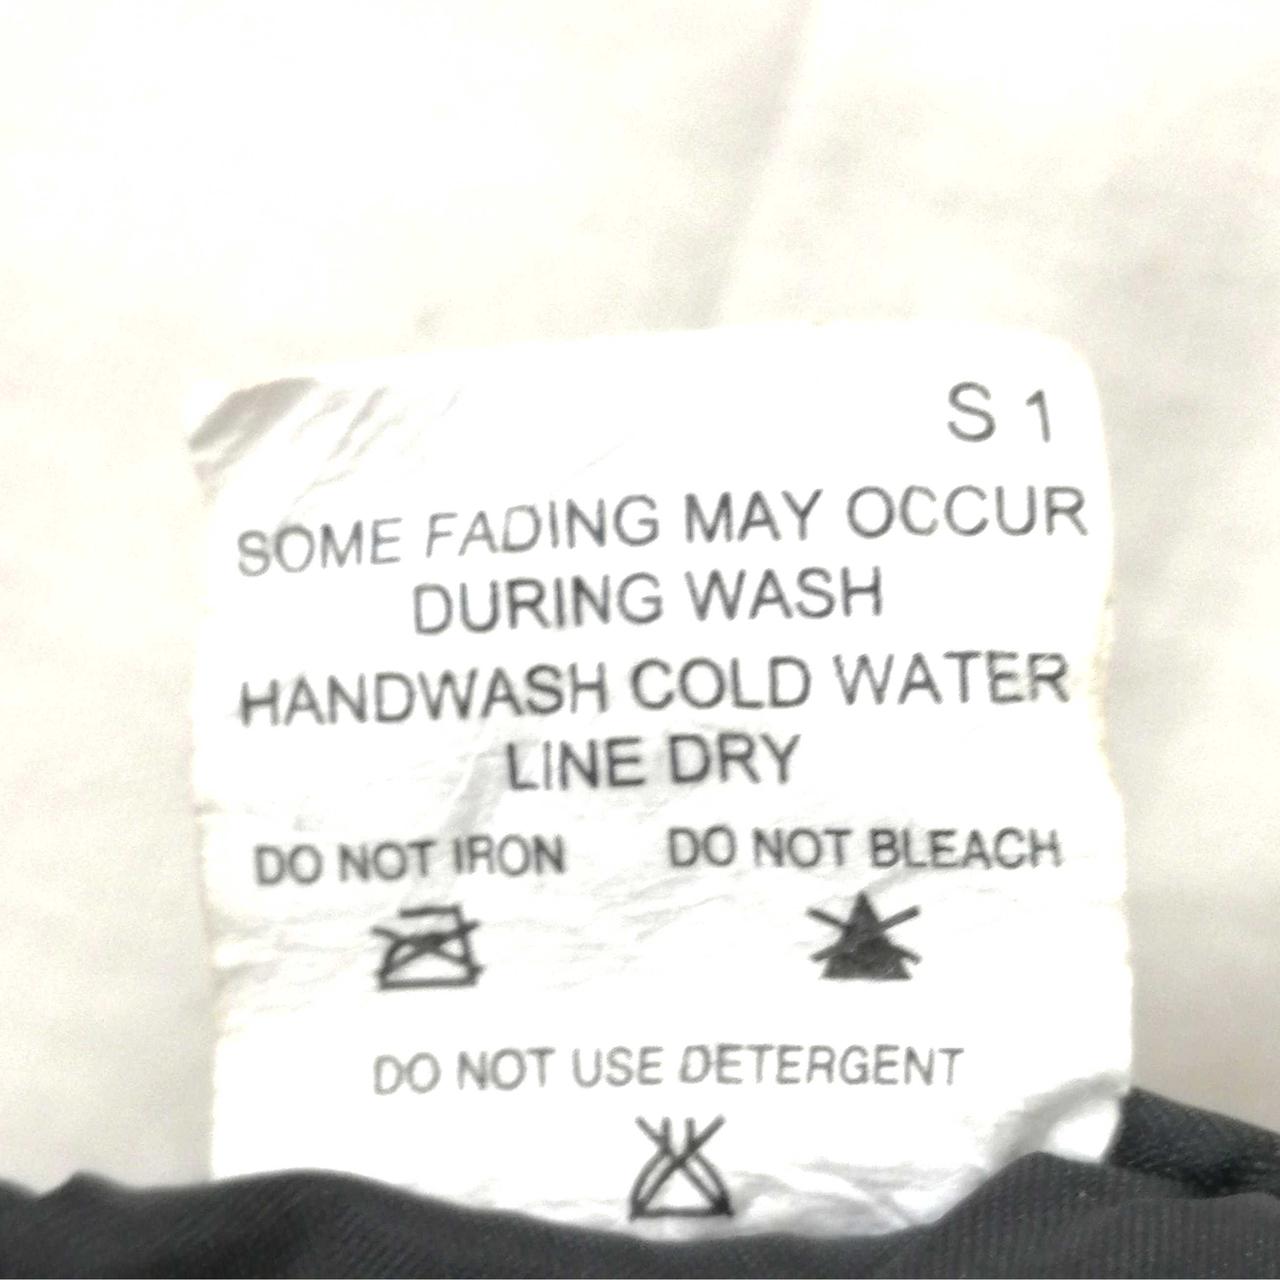 S 1
SOME FADING MAY OCCUR
DURING WASH
HANDWASH COLD WATER
LINE DRY
DO NOT IRON DO NOT BLEACH
DO NOT USE DETERGENT